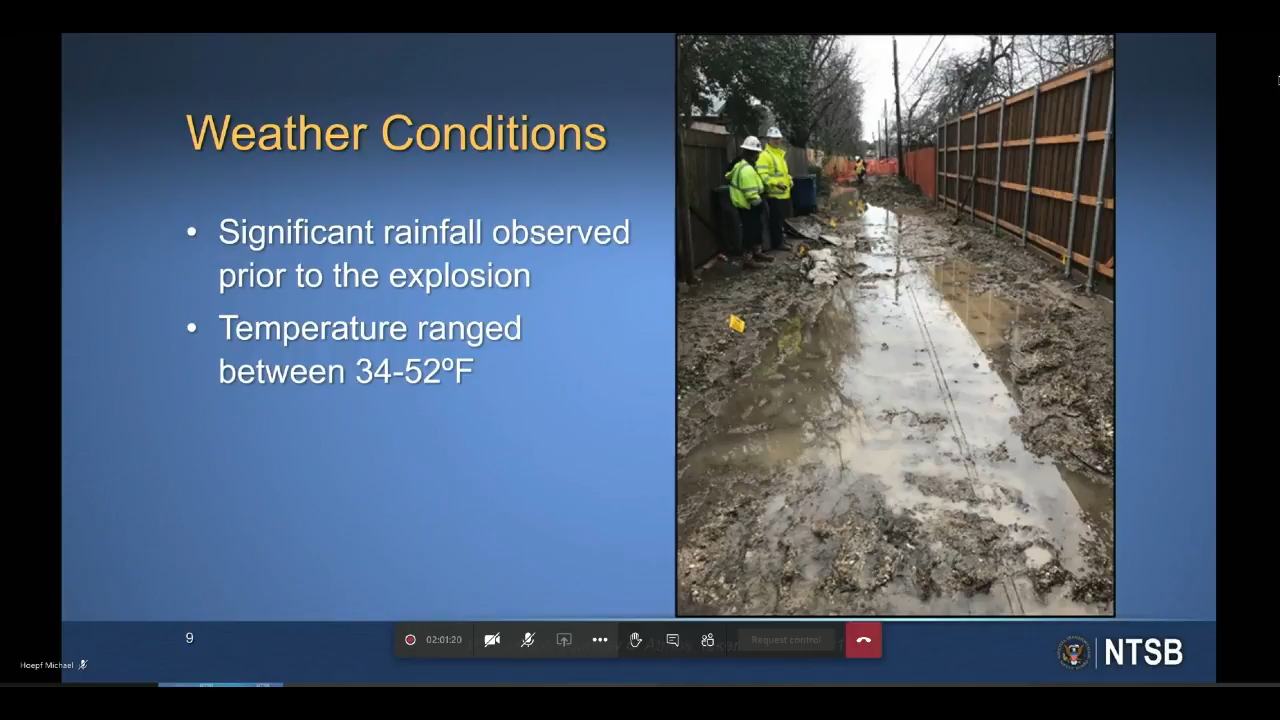 Weather Conditions
• Significant rainfall observed
prior to the explosion
• Temperature ranged
between 34-52ºF
9
02:01:20
Request control
Hoepf Michael
NTSB